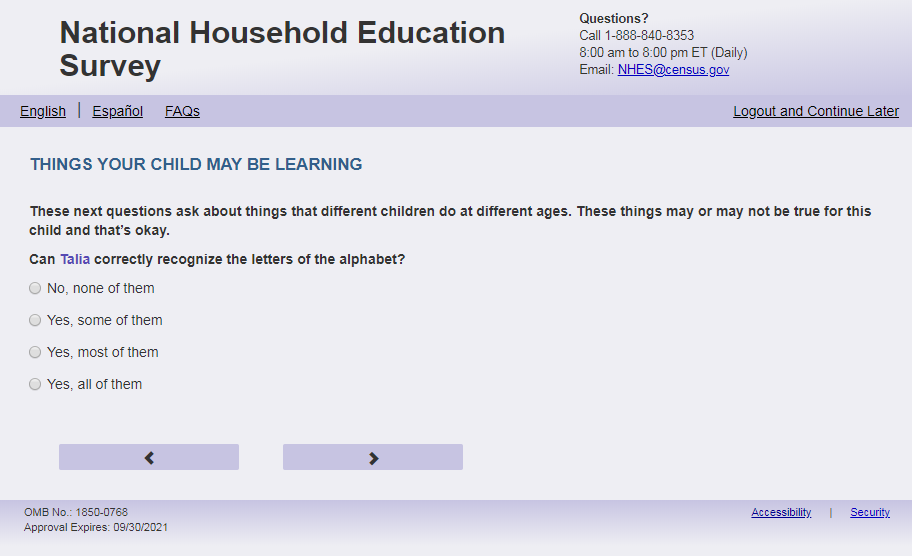 National Household Education
Survey
Questions?
Call 1-888-840-8353
8:00 am to 8:00 pm ET (Daily)
Email: NHES@census.gov
English | Español FAQs Logout and Continue Later
THINGS YOUR CHILD MAY BE LEARNING
These next questions ask about things that different children do at different ages. These things may or may not be true for this
child and that's okay.
Can Talia correctly recognize the letters of the alphabet?
No, none of them
Yes, some of them
Yes, most of them
Yes, all of them
OMB No.: 1850-0768
Approval Expires: 09/30/2021
Accessibility | Security